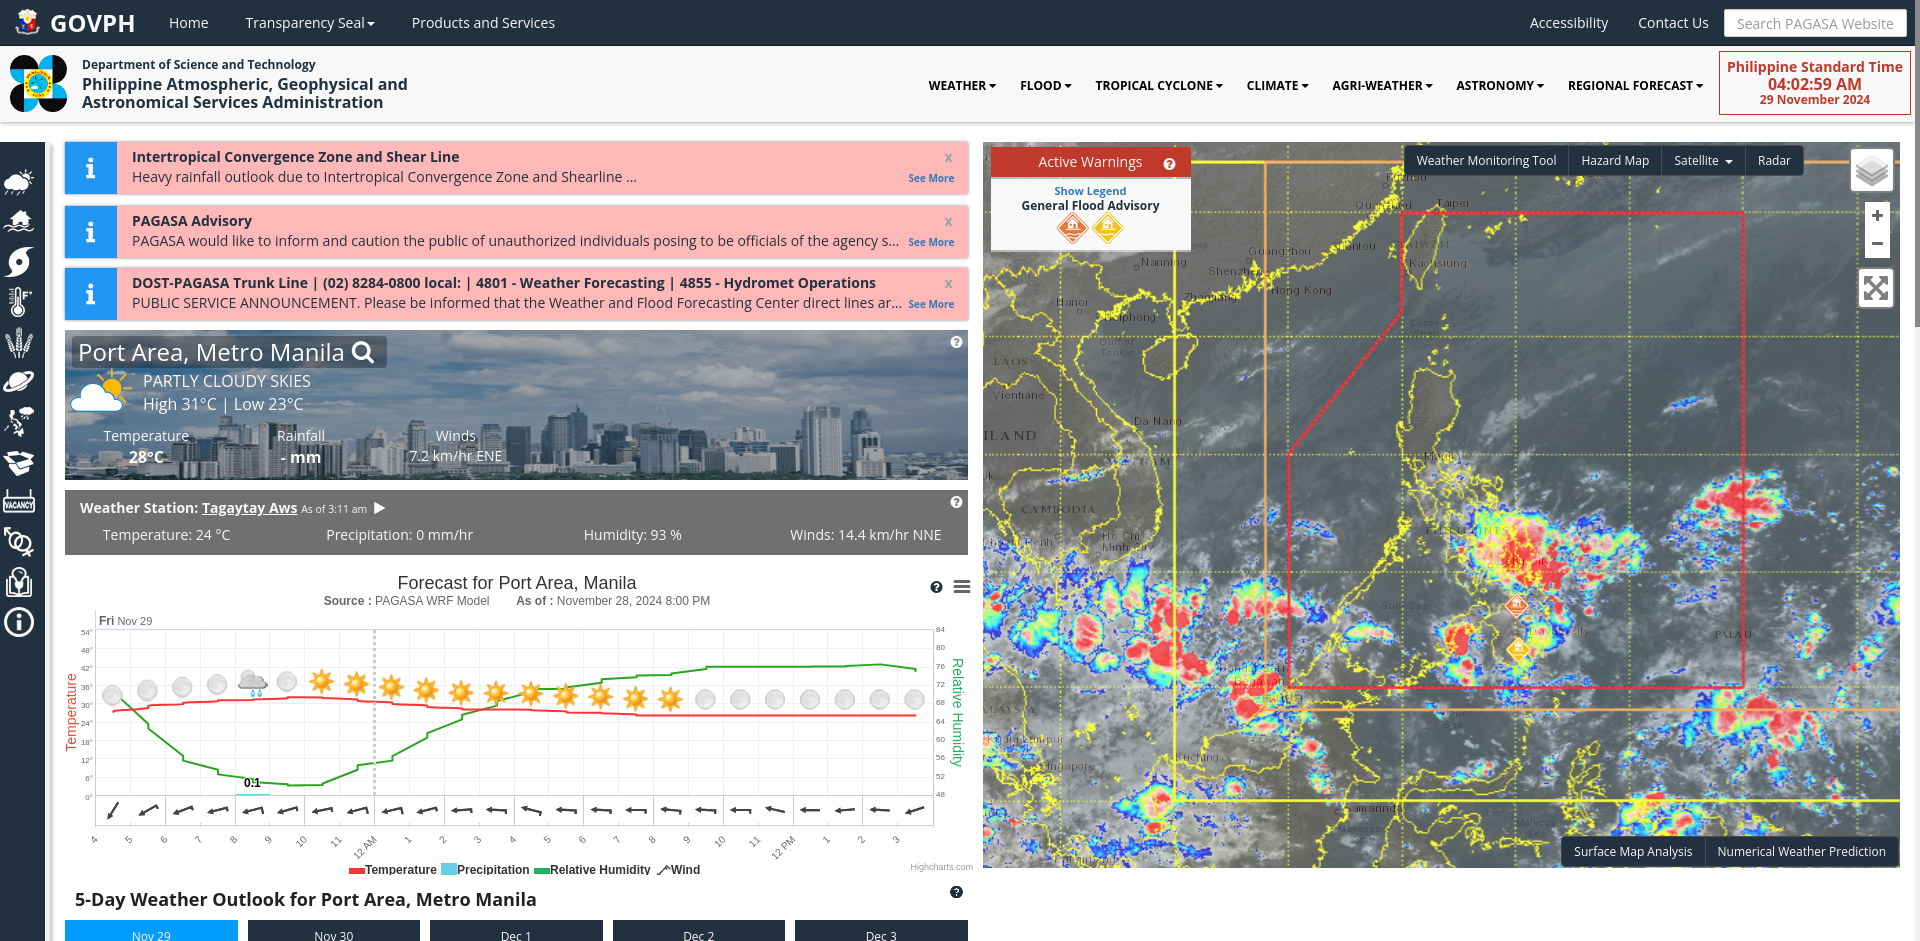 GOVPH
Home
Transparency Seal
Products and Services
Accessibility
Contact Us
Search PAGASA Website
Department of Science and Technology
Philippine Atmospheric, Geophysical and
Astronomical Services Administration
WEATHER
FLOOD
TROPICAL CYCLONE
CLIMATE
AGRI-WEATHER
ASTRONOMY
REGIONAL FORECAST
Philippine Standard Time
04:02:59 AM
29 November 2024
Intertropical Convergence Zone and Shear Line
x
Heavy rainfall outlook due to Intertropical Convergence Zone and Shearline ...
See More
PAGASA Advisory
x
PAGASA would like to inform and caution the public of unauthorized individuals posing to be officials of the agency s...
See More
DOST-PAGASA Trunk Line | (02) 8284-0800 local: | 4801 - Weather Forecasting | 4855 - Hydromet Operations
x
PUBLIC SERVICE ANNOUNCEMENT. Please be informed that the Weather and Flood Forecasting Center direct lines ar...
See More
VACANCY
Port Area, Metro Manila
PARTLY CLOUDY SKIES
High 31°C | Low 23°C
Temperature
28°C
Rainfall
- mm
Winds
7.2 km/hr ENE
Weather Station: Tagaytay Aws As of 3:11 am
Temperature: 24 °C
Precipitation: 0 mm/hr
Humidity: 93 %
Winds: 14.4 km/hr NNE
Forecast for Port Area, Manila
Source : PAGASA WRF Model As of : November 28, 2024 8:00 PM
Fri Nov 29
Temperature
54°
48°
42°
36°
30°
24°
18°
12°
6°
0°
0.1
84
80
76
72
68
64
60
56
52
48
Relative Humidity
4
5
6
7
8
9
10
11
12 AM
1
2
3
4
5
6
7
8
9
10
11
12 PM
1
2
3
Temperature
Precipitation
Relative Humidity
Wind
Highcharts.com
5-Day Weather Outlook for Port Area, Metro Manila
Nov 29
Nov 30
Dec 1
Dec 2
Dec 3
Active Warnings
Show Legend
General Flood Advisory
Weather Monitoring Tool
Hazard Map
Satellite
Radar
+
−
Taipei
TAIWAN
Kaohsiung
Guangzhou
Shantou
Nanning
Shenzhen
Hong Kong
Zhanjiang
Hanoi
Haiphong
Gulf of
Tonkin
Luzon
LAOS
Vientiane
Da Nang
VIETNAM
CAMBODIA
Ho Chi
Minh City
Manila
PHILIPPINES
Sulu Sea
Davao City
PALAU
Kuala Lumpur
Singapore
Kuching
Samarinda
Surface Map Analysis
Numerical Weather Prediction